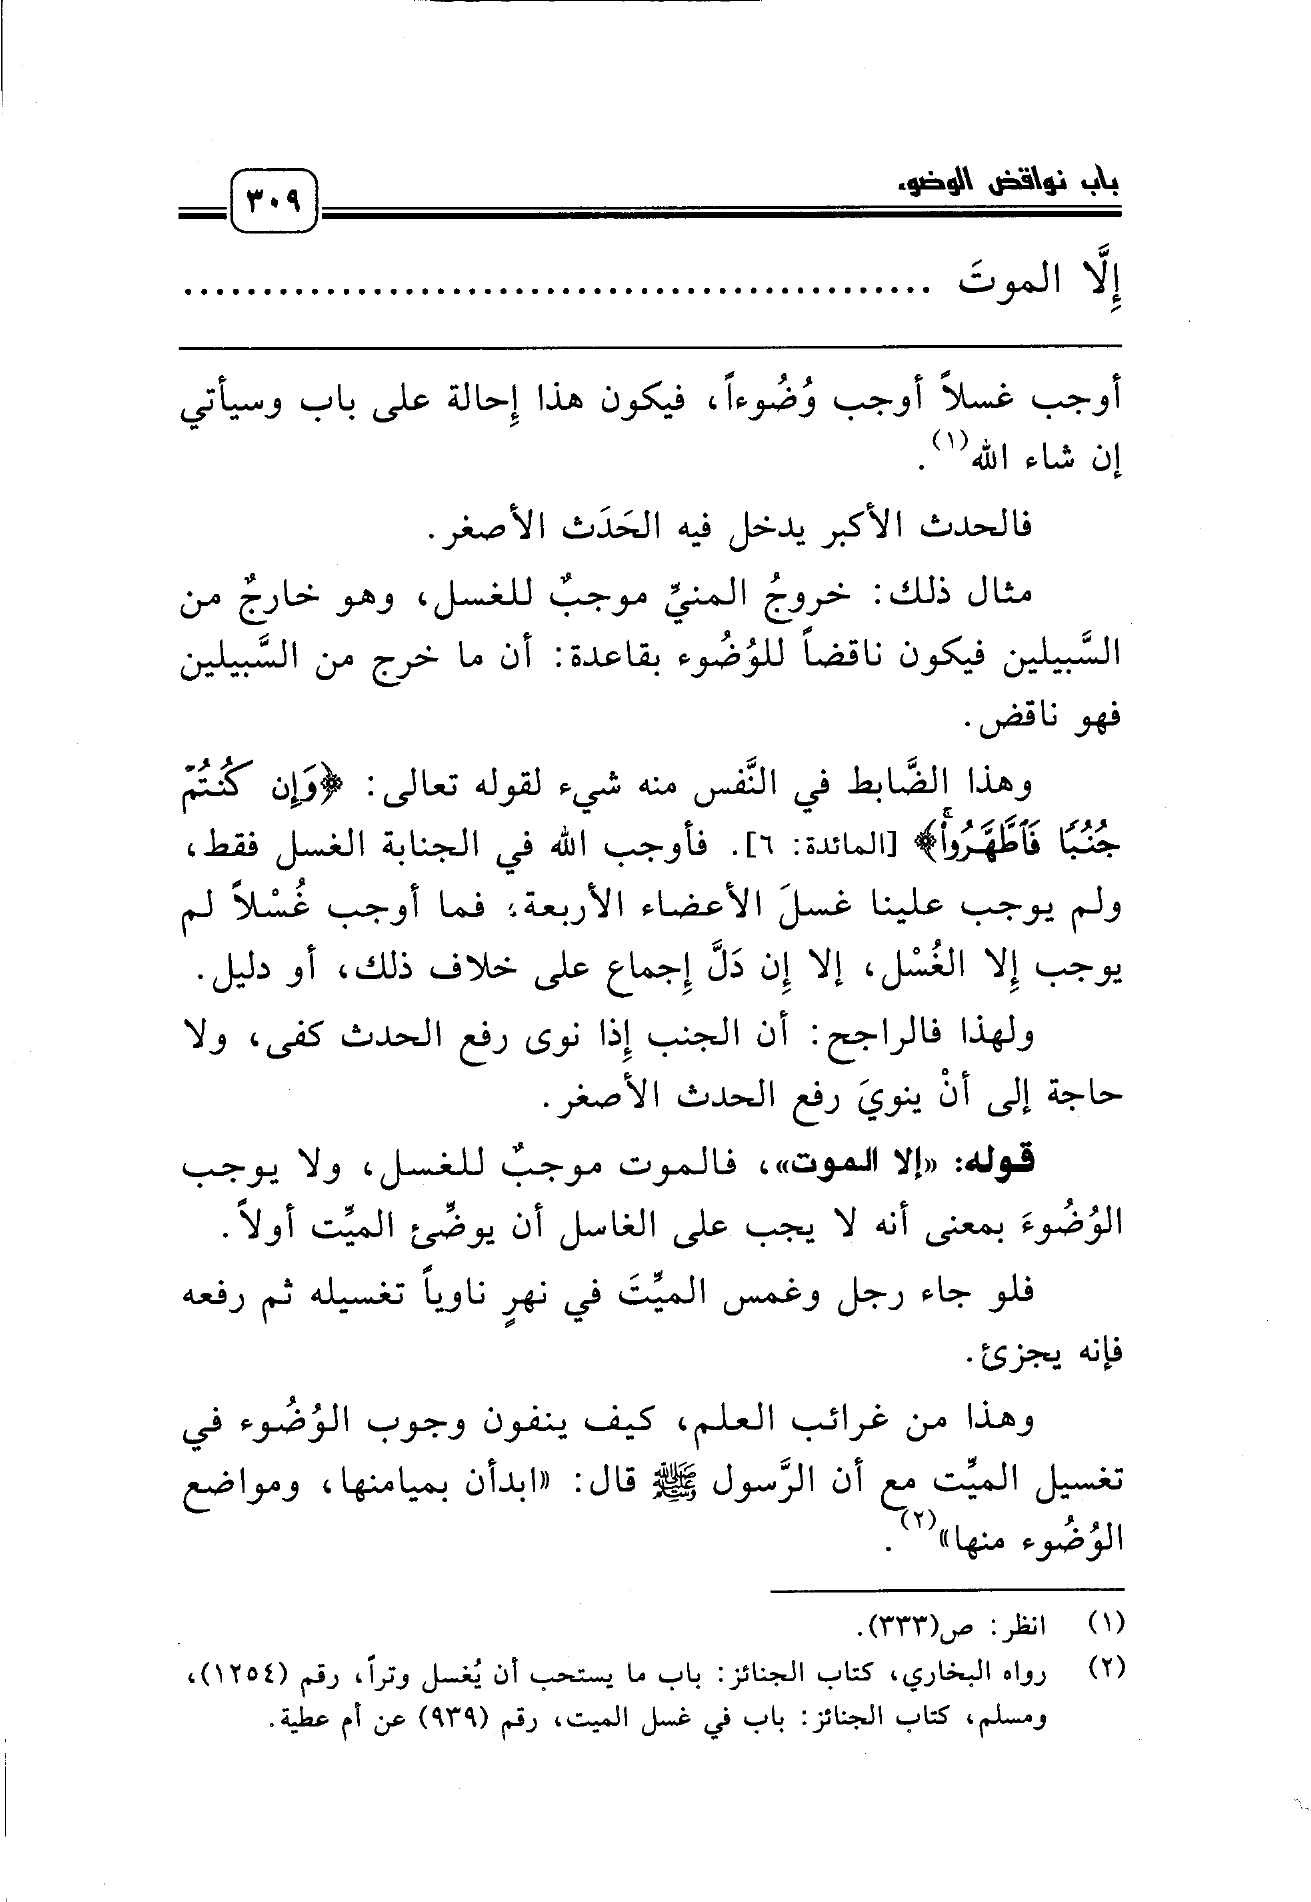 باب نواقض الوضوء
٣٠٩
إِلَّا الموتَ ................................................
أوجب غسلاً أوجب وُضُوءاً، فيكون هذا إِحالة على باب وسيأتي
إن شاء الله(١).
فالحدث الأكبر يدخل فيه الحَدَث الأصغر.
مثال ذلك: خروجُ المنيِّ موجبٌ للغسل، وهو خارجٌ من
السَّبيلين فيكون ناقضاً للوُضُوء بقاعدة: أن ما خرج من السَّبيلين
فهو ناقض.
وهذا الضَّابط في النَّفس منه شيء لقوله تعالى: ﴿وَإِن كُنتُمْ
جُنُبًا فَٱطَّهَّرُوا۟ۚ﴾ [المائدة: ٦]. فأوجب الله في الجنابة الغسل فقط،
ولم يوجب علينا غسلَ الأعضاء الأربعة؛ فما أوجب غُسْلاً لم
يوجب إِلا الغُسْل، إلا إِن دَلَّ إِجماع على خلاف ذلك، أو دليل.
ولهذا فالراجح: أن الجنب إِذا نوى رفع الحدث كفى، ولا
حاجة إلى أنْ ينويَ رفع الحدث الأصغر.
قوله: «إلا الموت»، فالموت موجبٌ للغسل، ولا يوجب
الوُضُوءَ بمعنى أنه لا يجب على الغاسل أن يوضِّئ الميِّت أولاً.
فلو جاء رجل وغمس الميِّتَ في نهرٍ ناوياً تغسيله ثم رفعه
فإنه يجزئ.
وهذا من غرائب العلم، كيف ينفون وجوب الوُضُوء في
تغسيل الميِّت مع أن الرَّسول ﷺ قال: «ابدأن بميامنها، ومواضع
الوُضُوء منها»(٢).
(١) انظر: ص(٣٣٣).
(٢) رواه البخاري، كتاب الجنائز: باب ما يستحب أن يُغسل وتراً، رقم (١٢٥٤)،
ومسلم، كتاب الجنائز: باب في غسل الميت، رقم (٩٣٩) عن أم عطية.